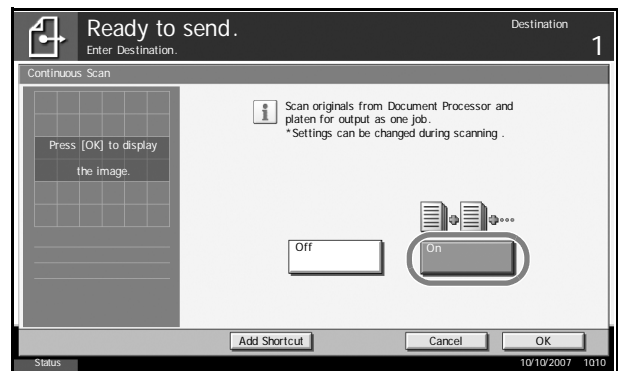 Ready to send.
Destination
Enter Destination.
1
Continuous Scan
Scan originals from Document Processor and
platen for output as one job.
*Settings can be changed during scanning .
Press [OK] to display
the image.
Off
On
Add Shortcut
Cancel
OK
Status
10/10/2007 10:10